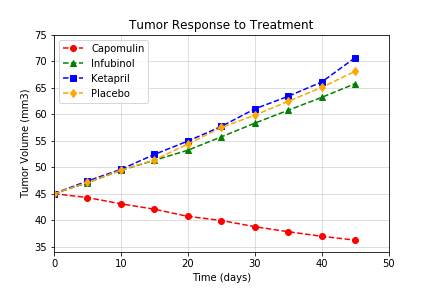 Tumor Response to Treatment
Tumor Volume (mm3)
75
70
65
60
55
50
45
40
35
Capomulin
Infubinol
Ketapril
Placebo
0
10
20
30
40
50
Time (days)